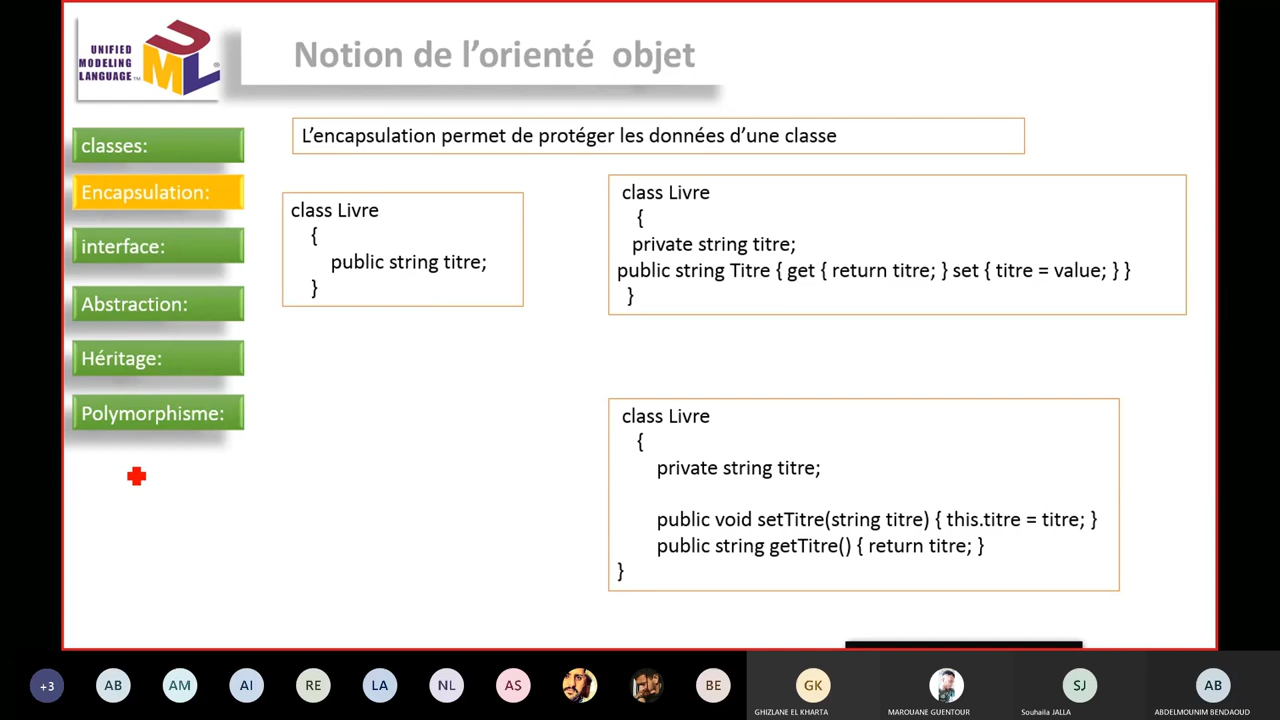 UNIFIED
MODELING
LANGUAGE™
UML®
Notion de l'orienté objet
classes:
Encapsulation:
interface:
Abstraction:
Héritage:
Polymorphisme:
L'encapsulation permet de protéger les données d'une classe
class Livre
{
public string titre;
}
class Livre
{
private string titre;
public string Titre { get { return titre; } set { titre = value; } }
}
class Livre
{
private string titre;
public void setTitre(string titre) { this.titre = titre; }
public string getTitre() { return titre; }
}
+3
AB
AM
AI
RE
LA
NL
AS
BE
GK
GHIZLANE EL KHARTA
MAROUANE GUENTOUR
SJ
Souhaila JALLA
AB
ABDELMOUNIM BENDAOUD